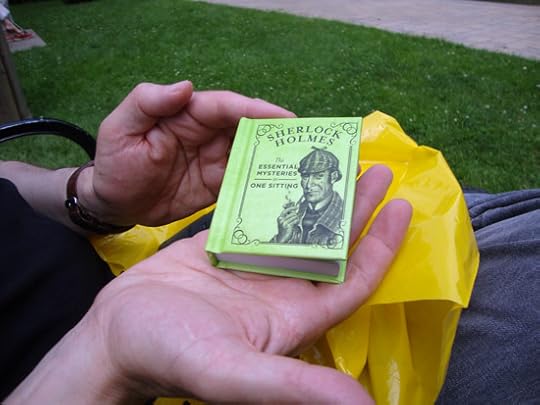 SHERLOCK
HOLMES
The
ESSENTIAL
MYSTERIES
in
ONE SITTING